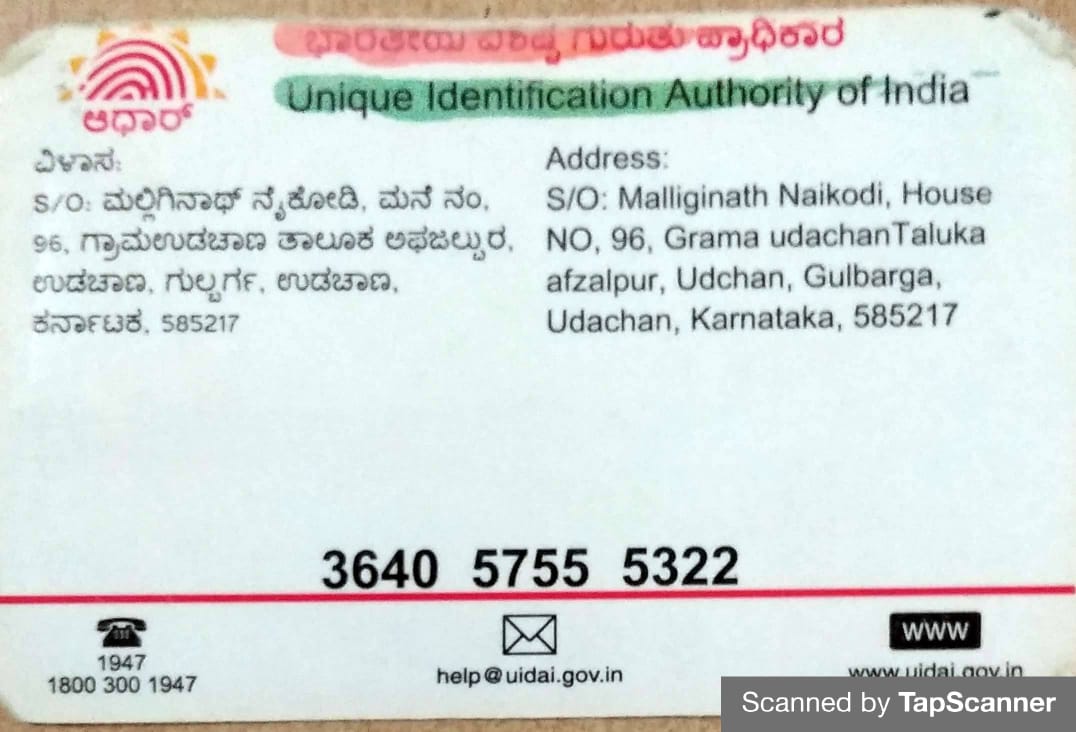 ಭಾರತೀಯ ವಿಶಿಷ್ಟ ಗುರುತು ಪ್ರಾಧಿಕಾರ
Unique Identification Authority of India
ಆಧಾರ್
ವಿಳಾಸ:
S/O: ಮಲ್ಲಿಗಿನಾಥ್ ನೈಕೋಡಿ, ಮನೆ ನಂ,
96, ಗ್ರಾಮಉಡಚಾಣ ತಾಲೂಕ ಅಫಜಲ್ಪುರ,
ಉಡಚಾಣ, ಗುಲ್ಬರ್ಗ, ಉಡಚಾಣ,
ಕರ್ನಾಟಕ, 585217
Address:
S/O: Malliginath Naikodi, House
NO, 96, Grama udachanTaluka
afzalpur, Udchan, Gulbarga,
Udachan, Karnataka, 585217
3640 5755 5322
1947
1800 300 1947
help@uidai.gov.in
www
www.uidai.gov.in
Scanned by TapScanner